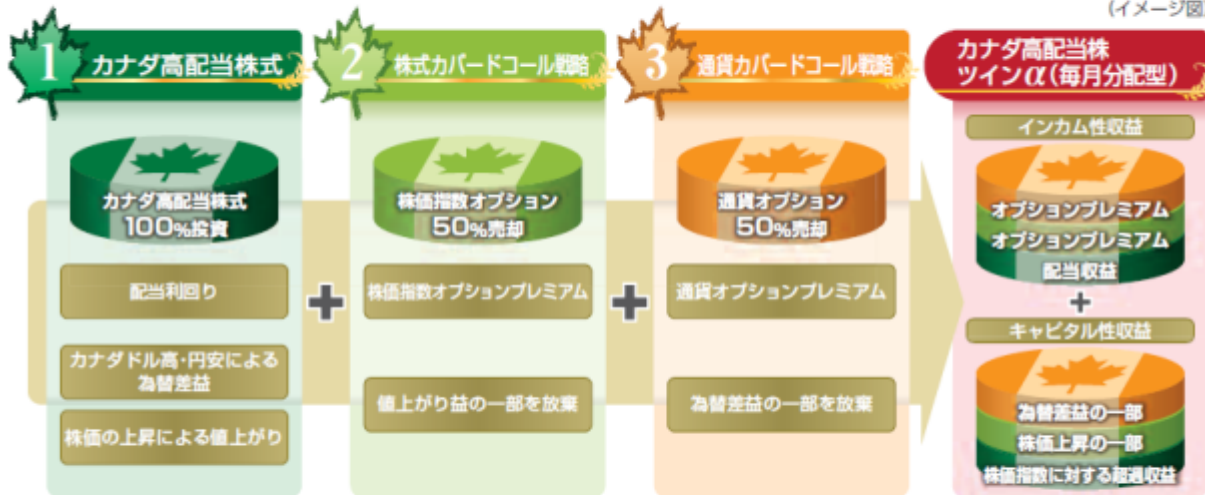 (イメージ図)
1 カナダ高配当株式
カナダ高配当株式
100%投資
配当利回り
カナダドル高・円安による
為替差益
株価の上昇による値上がり
+
2 株式カバードコール戦略
株価指数オプション
50%売却
株価指数オプションプレミアム
値上がり益の一部を放棄
+
3 通貨カバードコール戦略
通貨オプション
50%売却
通貨オプションプレミアム
為替差益の一部を放棄
カナダ高配当株
ツインα(毎月分配型)
インカム性収益
オプションプレミアム
オプションプレミアム
配当収益
+
キャピタル性収益
為替差益の一部
株価上昇の一部
株価指数に対する超過収益